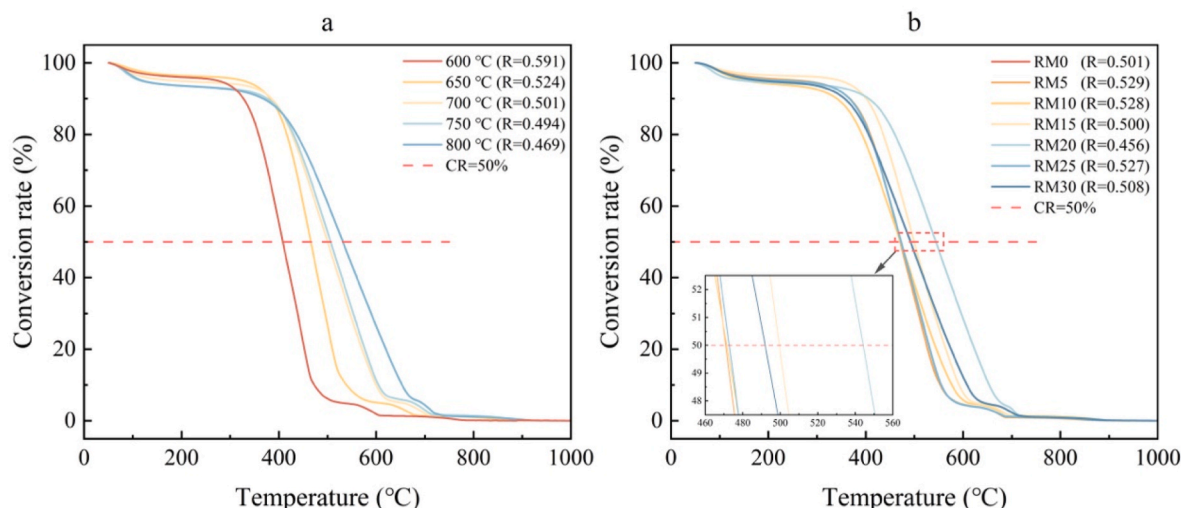 a
100
80
60
40
20
0
Conversion rate (%)
600 ℃ (R=0.591)
650 ℃ (R=0.524)
700 ℃ (R=0.501)
750 ℃ (R=0.494)
800 ℃ (R=0.469)
CR=50%
0 200 400 600 800 1000
Temperature (℃)
b
100
80
60
40
20
0
Conversion rate (%)
RM0 (R=0.501)
RM5 (R=0.529)
RM10 (R=0.528)
RM15 (R=0.500)
RM20 (R=0.456)
RM25 (R=0.527)
RM30 (R=0.508)
CR=50%
52
51
50
49
48
460 480 500 520 540 560
0 200 400 600 800 1000
Temperature (℃)